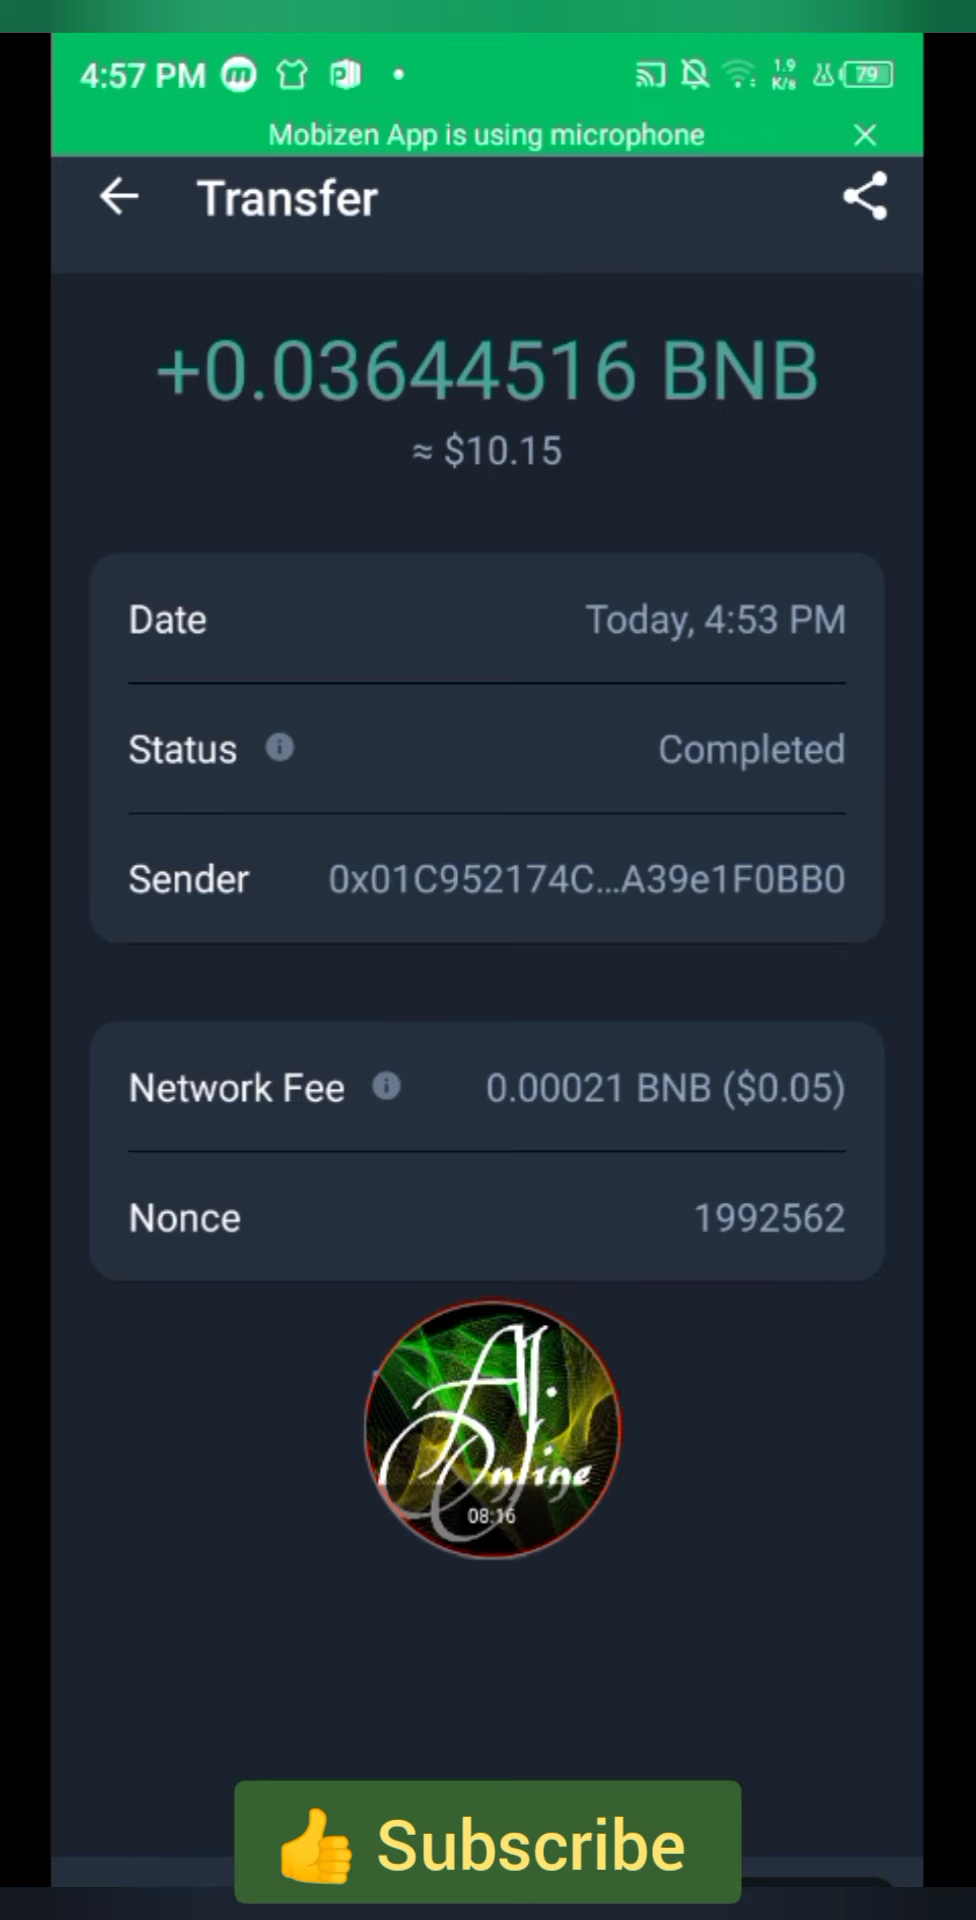 4:57 PM
1.9
K/s
79
Mobizen App is using microphone
Transfer
+0.03644516 BNB
≈ $10.15
Date Today, 4:53 PM
Status Completed
Sender 0x01C952174C...A39e1F0BB0
Network Fee 0.00021 BNB ($0.05)
Nonce 1992562
Online
08:16
👍 Subscribe